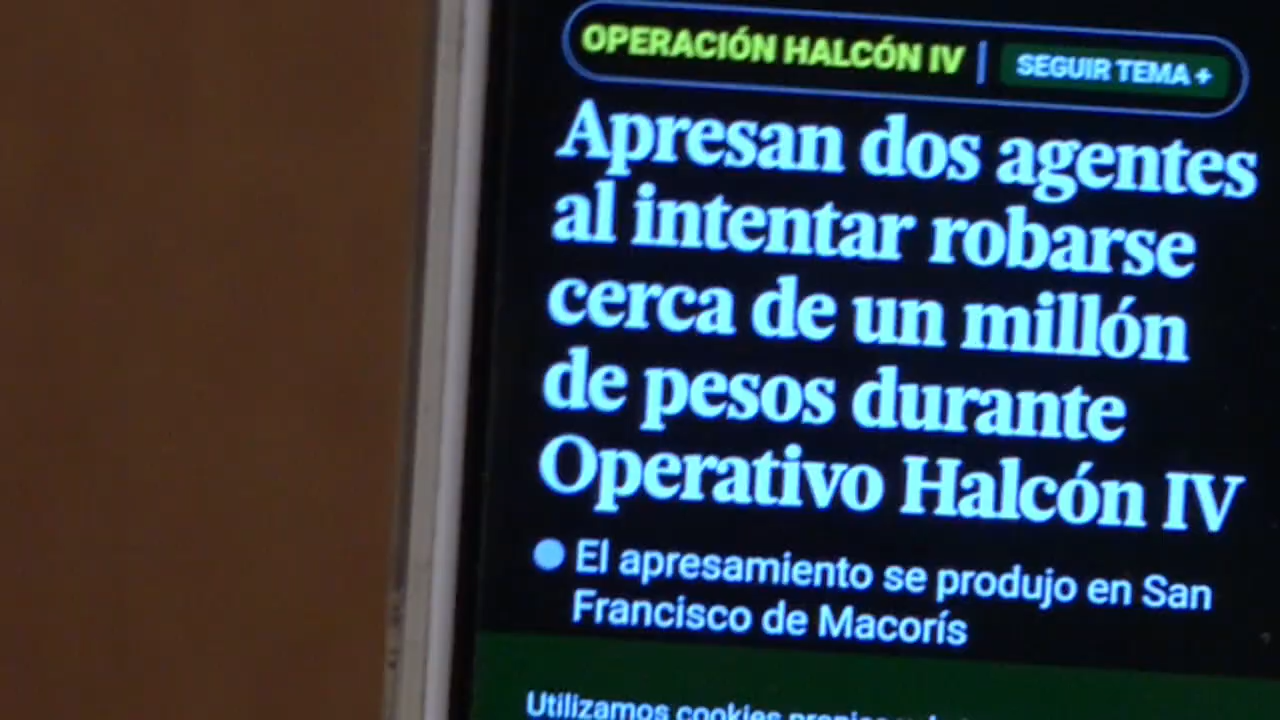 OPERACIÓN HALCÓN IV | SEGUIR TEMA +
Apresan dos agentes
al intentar robarse
cerca de un millón
de pesos durante
Operativo Halcón IV
● El apresamiento se produjo en San
Francisco de Macorís
Utilizamos cookies